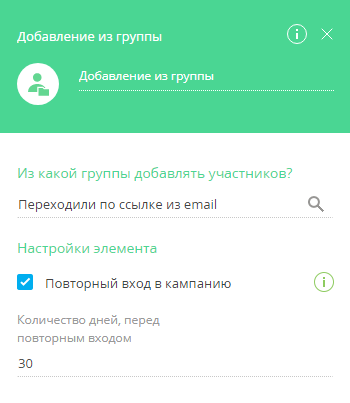 Добавление из группы
Добавление из группы
Из какой группы добавлять участников?
Переходили по ссылке из email
Настройки элемента
Повторный вход в кампанию
Количество дней, перед
повторным входом
30